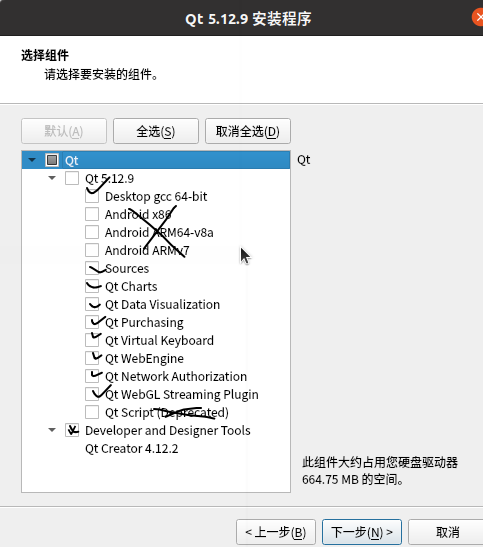 Qt 5.12.9 安装程序
选择组件
请选择要安装的组件。
默认(A) 全选(S) 取消全选(D)
Qt
Qt
Qt 5.12.9
Desktop gcc 64-bit
Android x86
Android ARM64-v8a
Android ARMv7
Sources
Qt Charts
Qt Data Visualization
Qt Purchasing
Qt Virtual Keyboard
Qt WebEngine
Qt Network Authorization
Qt WebGL Streaming Plugin
Qt Script (Deprecated)
Developer and Designer Tools
Qt Creator 4.12.2
此组件大约占用您硬盘驱动器
664.75 MB 的空间。
< 上一步(B) 下一步(N) > 取消